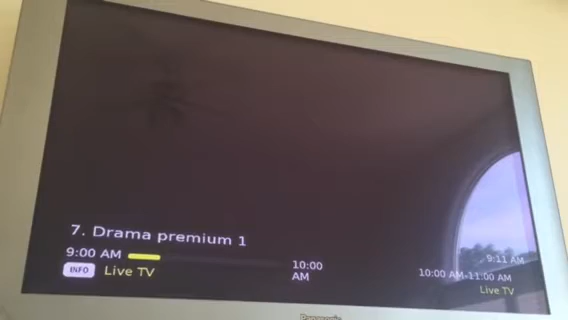 7. Drama premium 1
9:00 AM
10:00 AM
9:11 AM
INFO
Live TV
10:00 AM-11:00 AM
Live TV
Panasonic